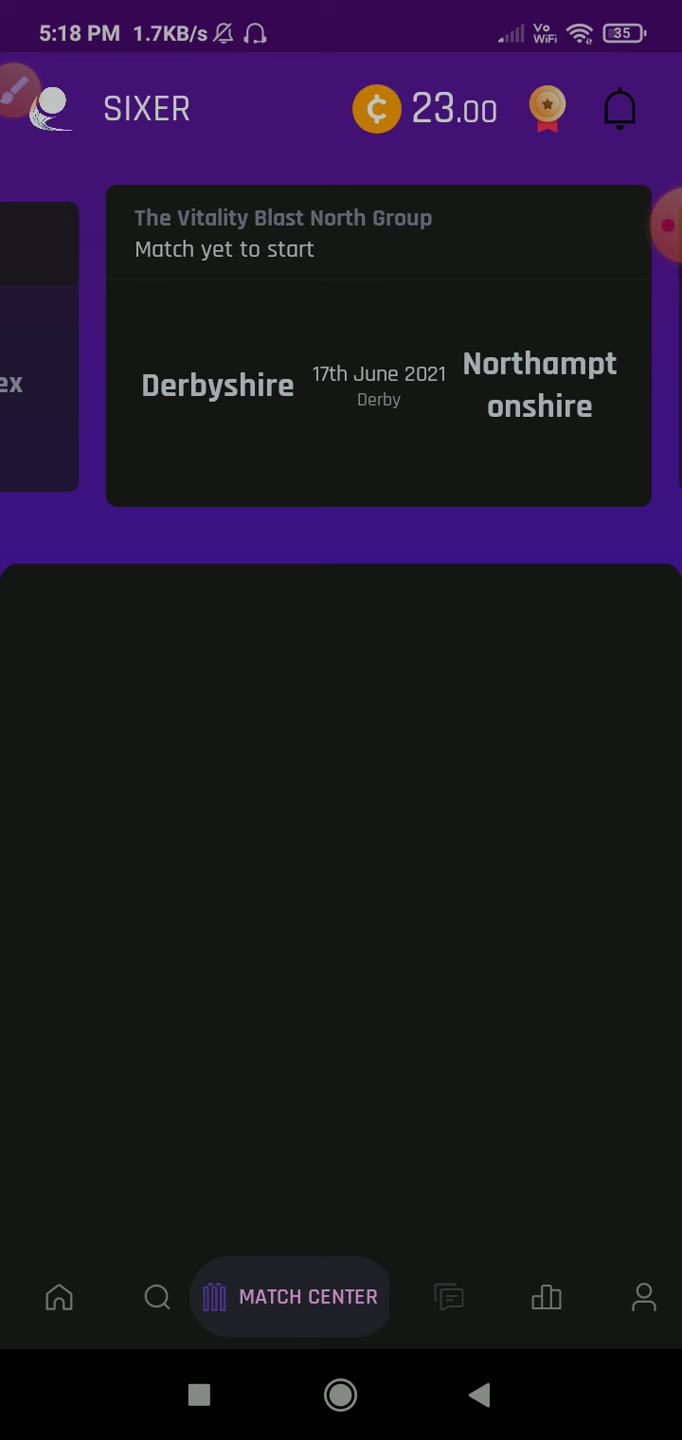 5:18 PM 1.7KB/s Vo WiFi 35
SIXER ¢ 23.00
The Vitality Blast North Group
Match yet to start
ex
Derbyshire
17th June 2021
Derby
Northampt
onshire
MATCH CENTER